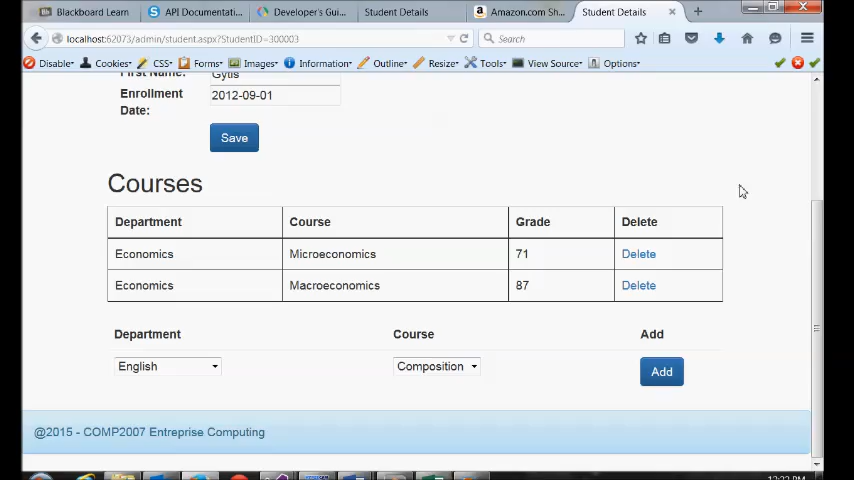 Blackboard Learn
API Documentati...
Developer's Gui...
Student Details
Amazon.com Sh...
Student Details
localhost:62073/admin/student.aspx?StudentID=300003
Search
Disable▾ Cookies▾ CSS▾ Forms▾ Images▾ Information▾ Outline▾ Resize▾ Tools▾ View Source▾ Options▾
First Name: Gytis
Enrollment Date: 2012-09-01
Save
Courses
Department Course Grade Delete
Economics Microeconomics 71 Delete
Economics Macroeconomics 87 Delete
Department Course Add
English Composition Add
@2015 - COMP2007 Entreprise Computing